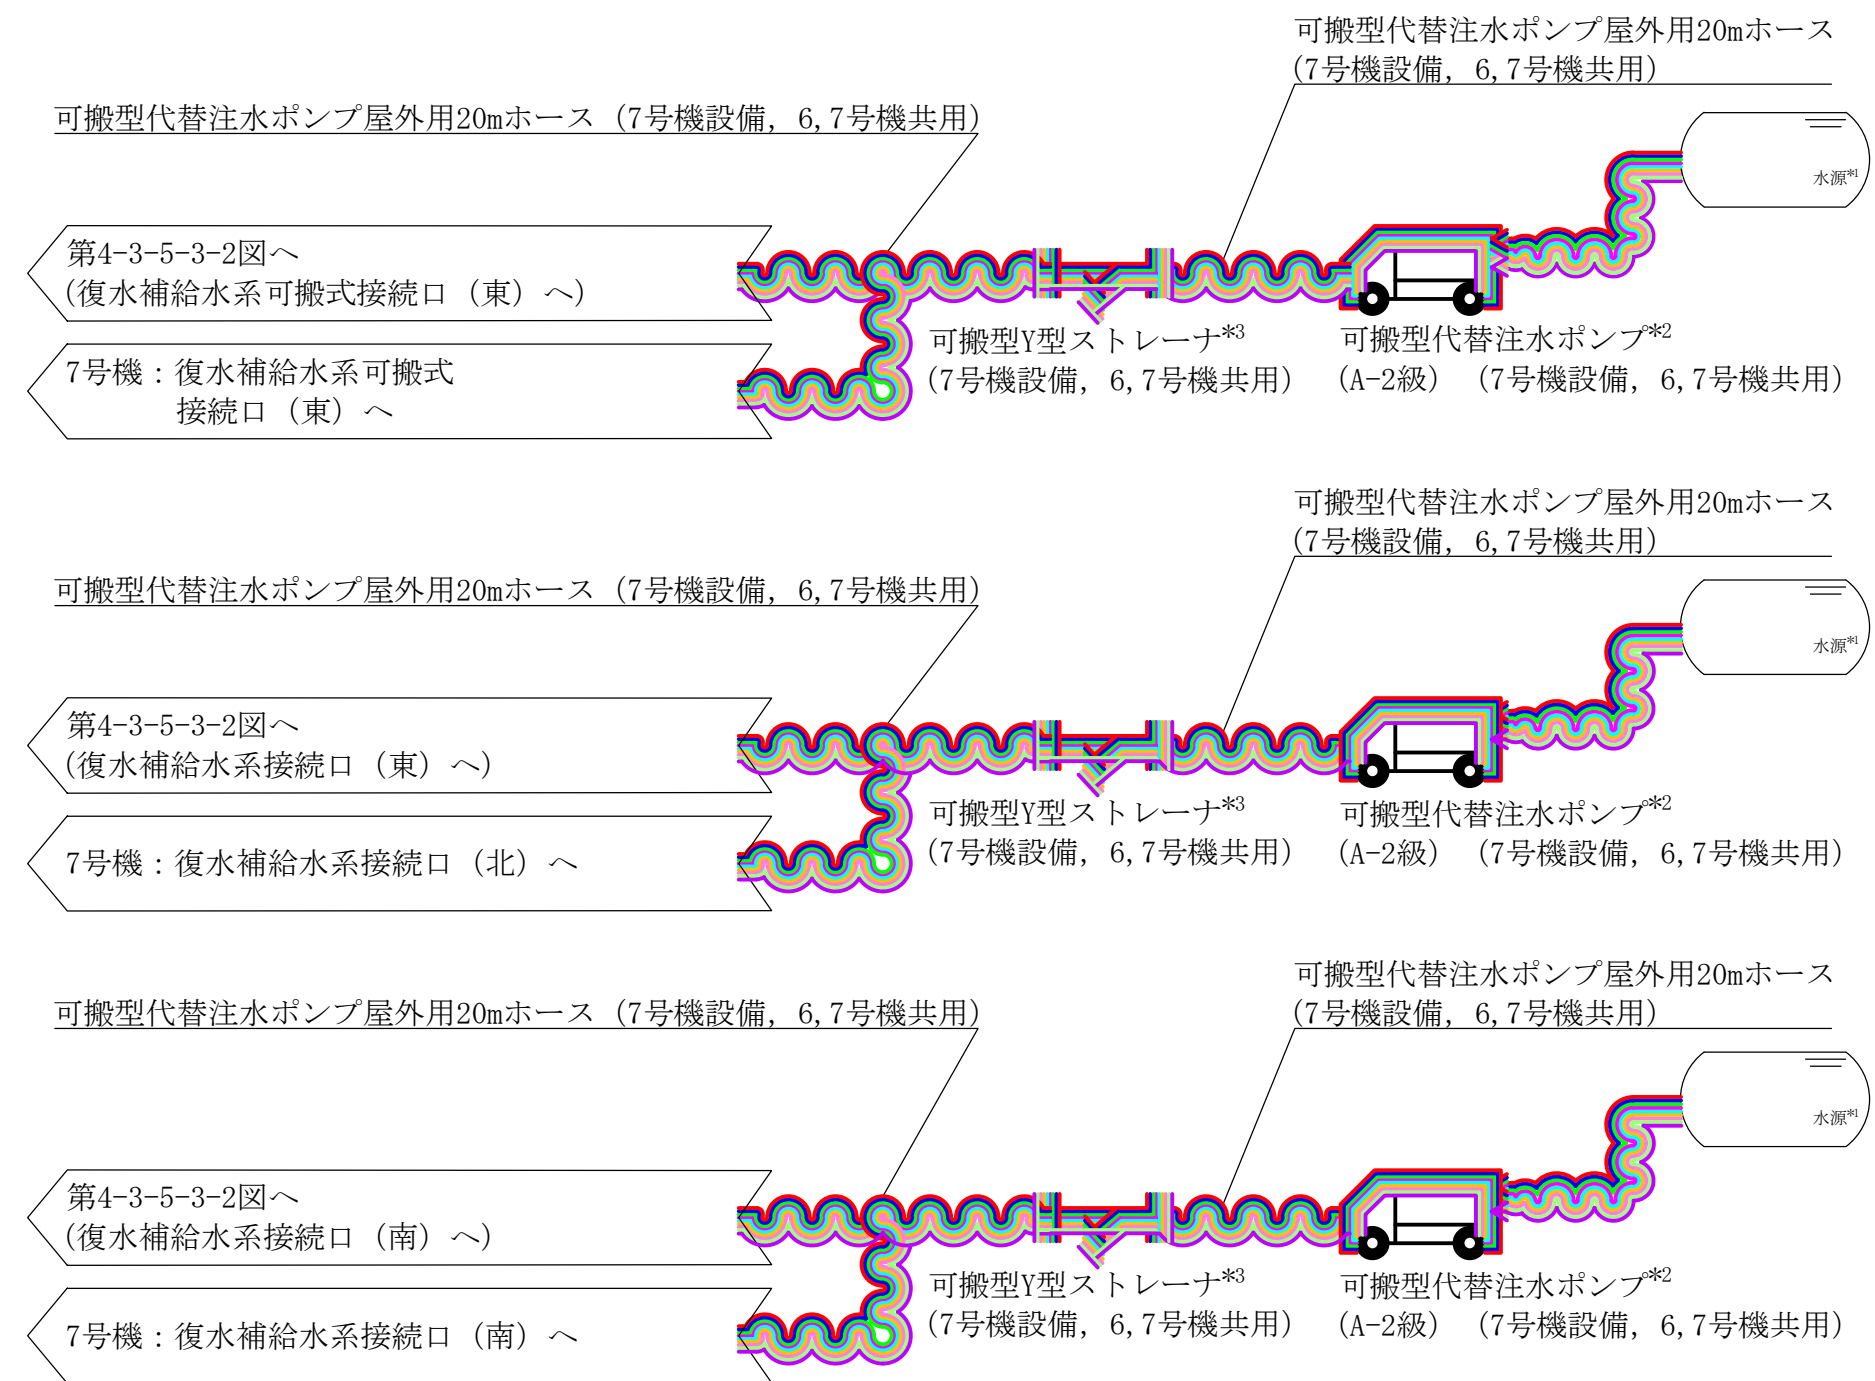 可搬型代替注水ポンプ屋外用20mホース
(7号機設備, 6,7号機共用)
可搬型代替注水ポンプ屋外用20mホース (7号機設備, 6,7号機共用)
水源*1
第4-3-5-3-2図へ
(復水補給水系可搬式接続口 (東) へ)
可搬型Y型ストレーナ*3
(7号機設備, 6,7号機共用)
可搬型代替注水ポンプ*2
(A-2級) (7号機設備, 6,7号機共用)
7号機:復水補給水系可搬式
接続口 (東) へ
可搬型代替注水ポンプ屋外用20mホース
(7号機設備, 6,7号機共用)
可搬型代替注水ポンプ屋外用20mホース (7号機設備, 6,7号機共用)
水源*1
第4-3-5-3-2図へ
(復水補給水系接続口 (東) へ)
可搬型Y型ストレーナ*3
(7号機設備, 6,7号機共用)
可搬型代替注水ポンプ*2
(A-2級) (7号機設備, 6,7号機共用)
7号機:復水補給水系接続口 (北) へ
可搬型代替注水ポンプ屋外用20mホース
(7号機設備, 6,7号機共用)
可搬型代替注水ポンプ屋外用20mホース (7号機設備, 6,7号機共用)
水源*1
第4-3-5-3-2図へ
(復水補給水系接続口 (南) へ)
可搬型Y型ストレーナ*3
(7号機設備, 6,7号機共用)
可搬型代替注水ポンプ*2
(A-2級) (7号機設備, 6,7号機共用)
7号機:復水補給水系接続口 (南) へ